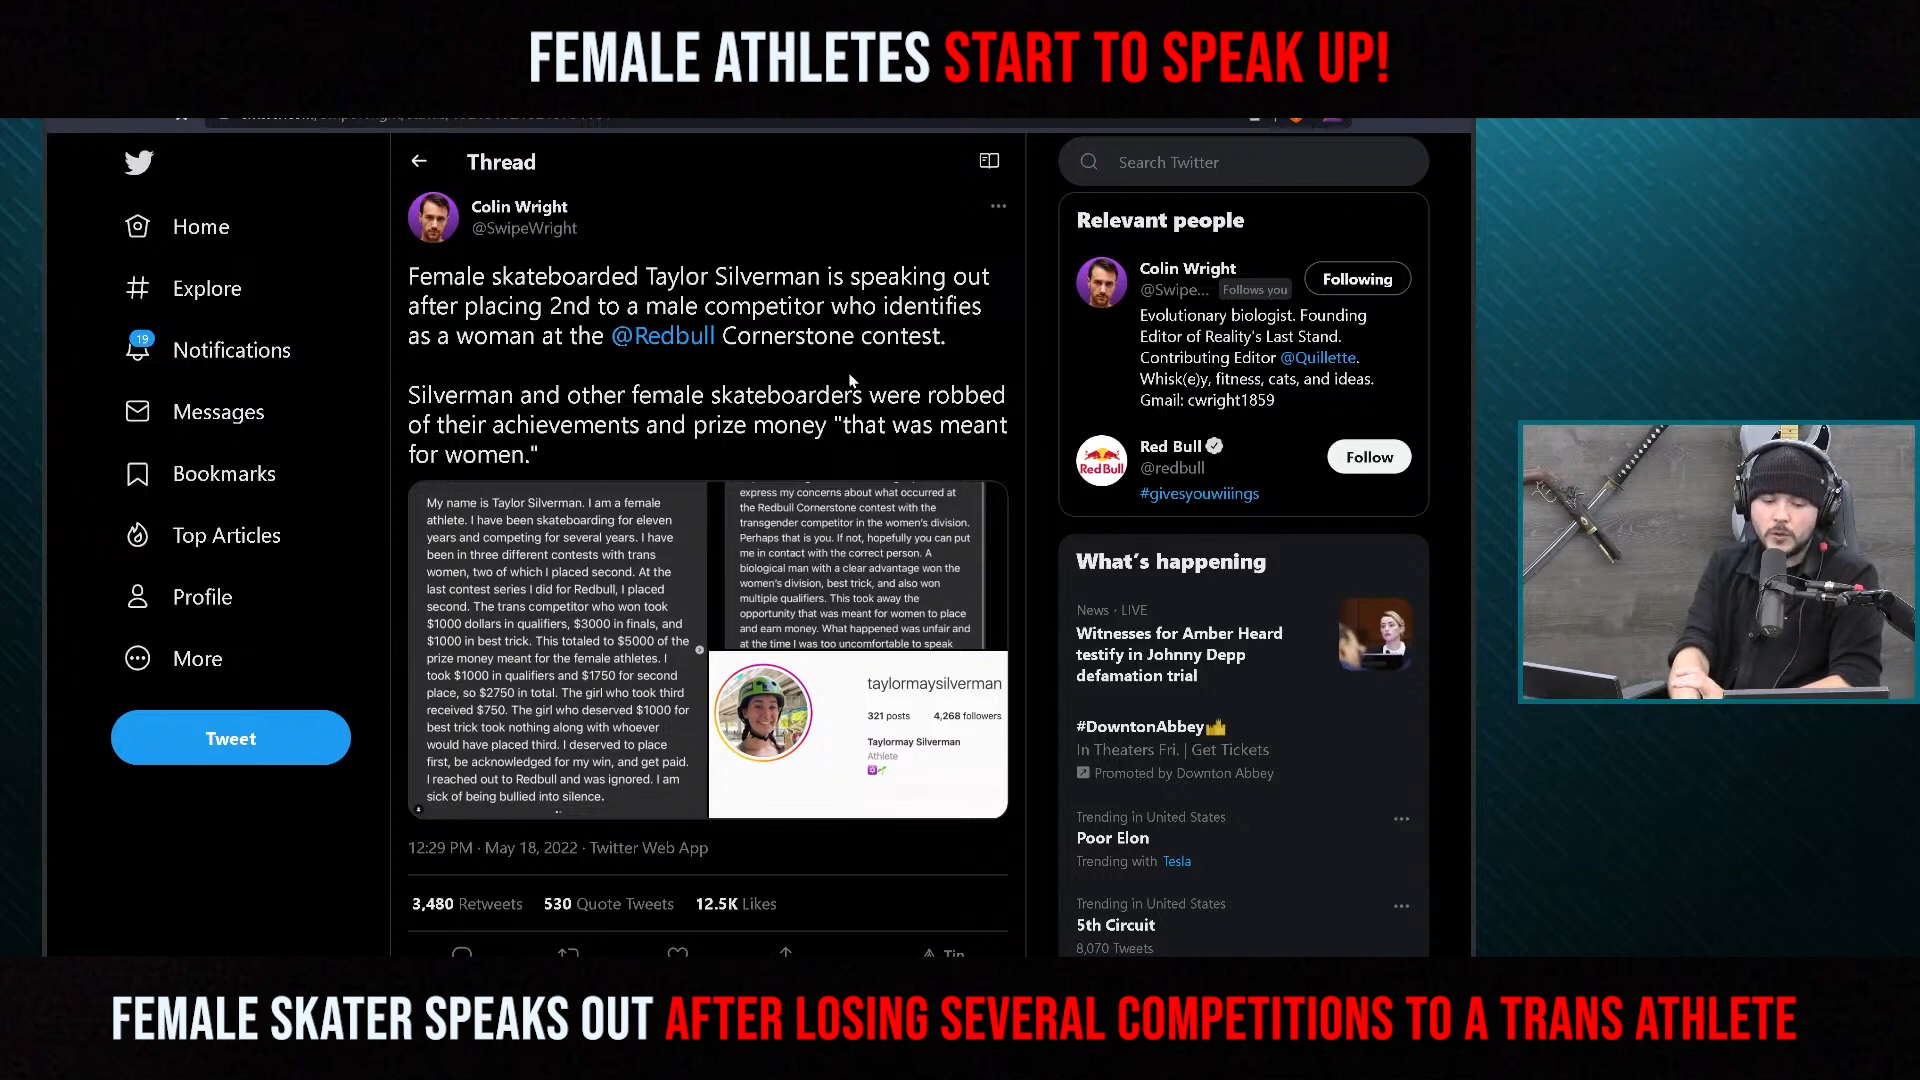 FEMALE ATHLETES START TO SPEAK UP!
Home
Explore
19
Notifications
Messages
Bookmarks
Top Articles
Profile
More
Tweet
Thread
Colin Wright
@SwipeWright
Female skateboarded Taylor Silverman is speaking out
after placing 2nd to a male competitor who identifies
as a woman at the @Redbull Cornerstone contest.
Silverman and other female skateboarders were robbed
of their achievements and prize money "that was meant
for women."
My name is Taylor Silverman. I am a female
athlete. I have been skateboarding for eleven
years and competing for several years. I have
been in three different contests with trans
women, two of which I placed second. At the
last contest series I did for Redbull, I placed
second. The trans competitor who won took
$1000 dollars in qualifiers, $3000 in finals, and
$1000 in best trick. This totaled to $5000 of the
prize money meant for the female athletes. I
took $1000 in qualifiers and $1750 for second
place, so $2750 in total. The girl who took third
received $750. The girl who deserved $1000 for
best trick took nothing along with whoever
would have placed third. I deserved to place
first, be acknowledged for my win, and get paid.
I reached out to Redbull and was ignored. I am
sick of being bullied into silence.
express my concerns about what occurred at
the Redbull Cornerstone contest with the
transgender competitor in the women's division.
Perhaps that is you. If not, hopefully you can put
me in contact with the correct person. A
biological man with a clear advantage won the
women's division, best trick, and also won
multiple qualifiers. This took away the
opportunity that was meant for women to place
and earn money. What happened was unfair and
at the time I was too uncomfortable to speak
taylormaysilverman
321 posts 4,268 followers
Taylormay Silverman
Athlete
12:29 PM · May 18, 2022 · Twitter Web App
3,480 Retweets 530 Quote Tweets 12.5K Likes
Tip
Search Twitter
Relevant people
Colin Wright
@Swipe... Follows you
Following
Evolutionary biologist. Founding
Editor of Reality's Last Stand.
Contributing Editor @Quillette.
Whisk(e)y, fitness, cats, and ideas.
Gmail: cwright1859
Red Bull
Red Bull
@redbull
Follow
#givesyouwiiings
What's happening
News · LIVE
Witnesses for Amber Heard
testify in Johnny Depp
defamation trial
#DowntonAbbey
In Theaters Fri. | Get Tickets
Promoted by Downton Abbey
Trending in United States
Poor Elon
Trending with Tesla
Trending in United States
5th Circuit
8,070 Tweets
FEMALE SKATER SPEAKS OUT AFTER LOSING SEVERAL COMPETITIONS TO A TRANS ATHLETE